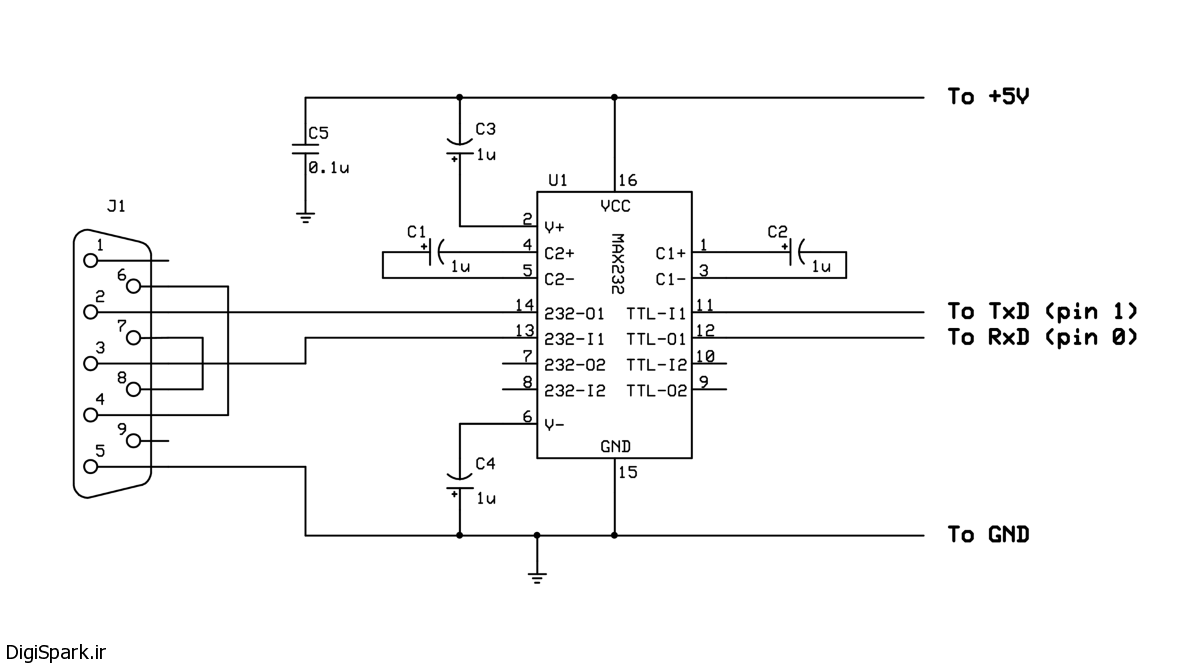 To +5V
C5
0.1u
C3
1u
+
U1
16
VCC
J1
2
V+
C1
+
1u
4
C2+
5
C2-
MAX232
C1+
1
C1-
3
C2
+
1u
1
6
2
7
3
8
4
9
5
14
232-O1
TTL-I1
11
To TxD (pin 1)
13
232-I1
TTL-O1
12
To RxD (pin 0)
7
232-O2
TTL-I2
10
8
232-I2
TTL-O2
9
6
V-
GND
15
C4
1u
+
To GND
DigiSpark.ir